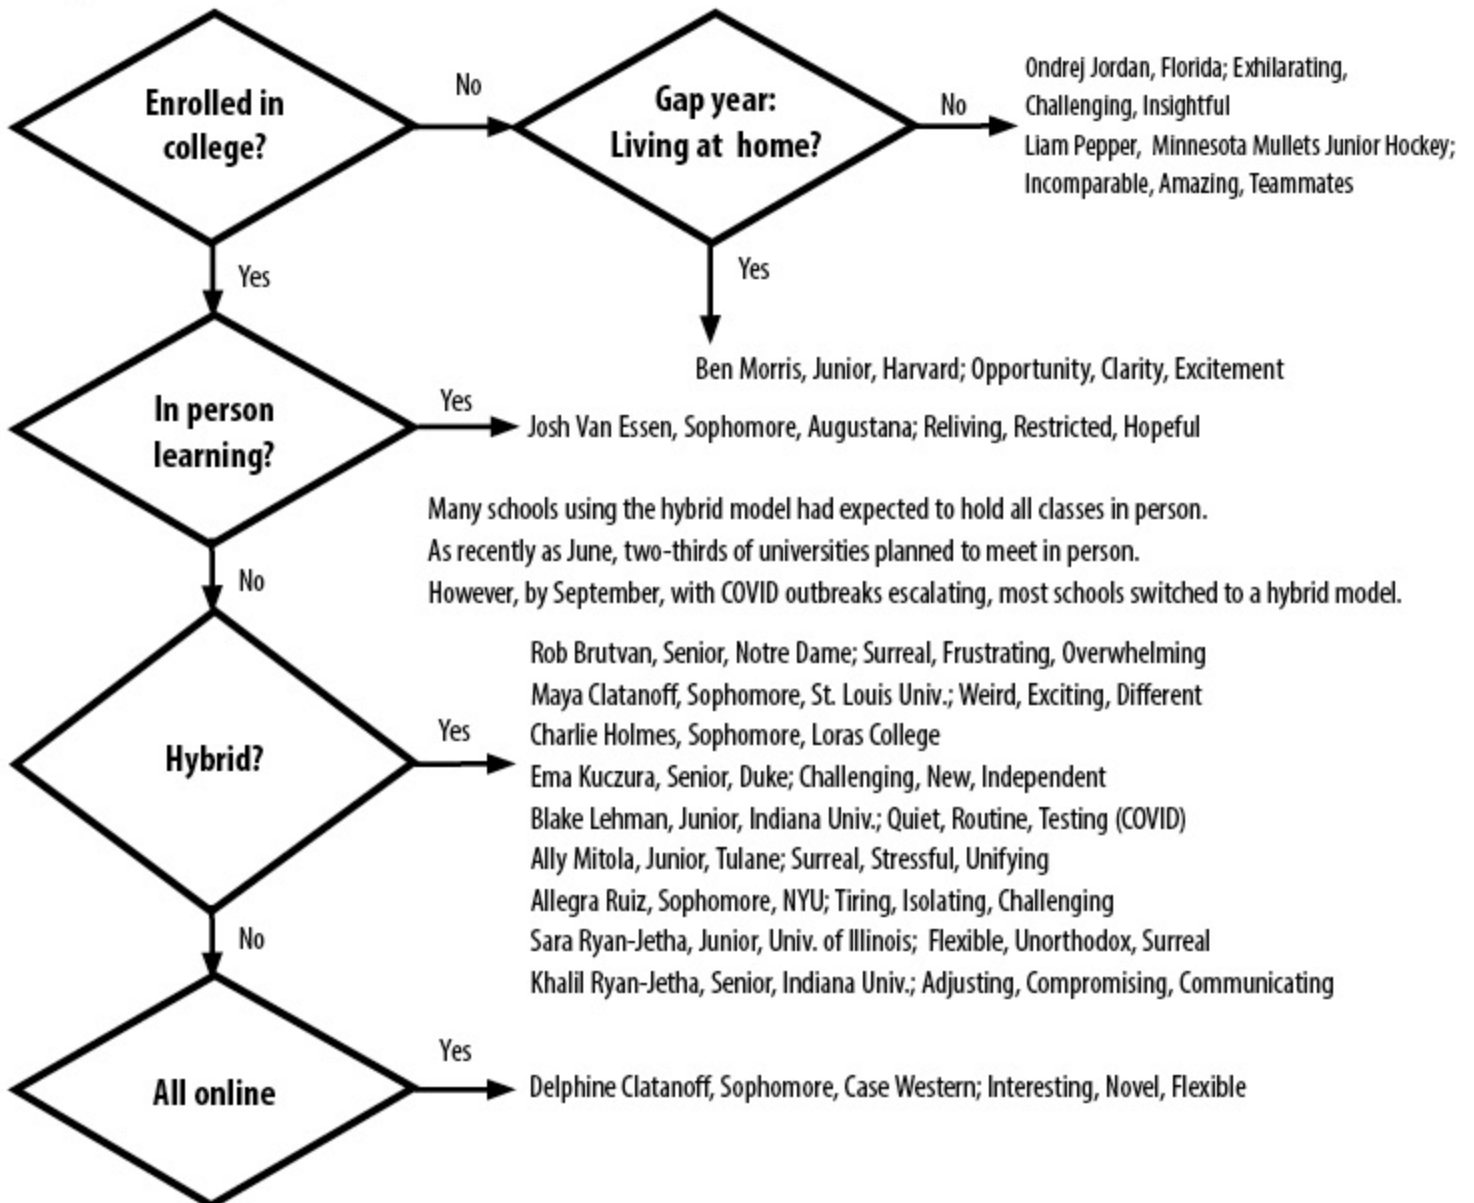 Enrolled in
college?
No
Gap year:
Living at home?
No
Ondrej Jordan, Florida; Exhilarating,
Challenging, Insightful
Liam Pepper, Minnesota Mullets Junior Hockey;
Incomparable, Amazing, Teammates
Yes
Yes
Ben Morris, Junior, Harvard; Opportunity, Clarity, Excitement
In person
learning?
Yes
Josh Van Essen, Sophomore, Augustana; Reliving, Restricted, Hopeful
Many schools using the hybrid model had expected to hold all classes in person.
As recently as June, two-thirds of universities planned to meet in person.
However, by September, with COVID outbreaks escalating, most schools switched to a hybrid model.
No
Hybrid?
Yes
Rob Brutvan, Senior, Notre Dame; Surreal, Frustrating, Overwhelming
Maya Clatanoff, Sophomore, St. Louis Univ.; Weird, Exciting, Different
Charlie Holmes, Sophomore, Loras College
Ema Kuczura, Senior, Duke; Challenging, New, Independent
Blake Lehman, Junior, Indiana Univ.; Quiet, Routine, Testing (COVID)
Ally Mitola, Junior, Tulane; Surreal, Stressful, Unifying
Allegra Ruiz, Sophomore, NYU; Tiring, Isolating, Challenging
Sara Ryan-Jetha, Junior, Univ. of Illinois; Flexible, Unorthodox, Surreal
Khalil Ryan-Jetha, Senior, Indiana Univ.; Adjusting, Compromising, Communicating
No
All online
Yes
Delphine Clatanoff, Sophomore, Case Western; Interesting, Novel, Flexible